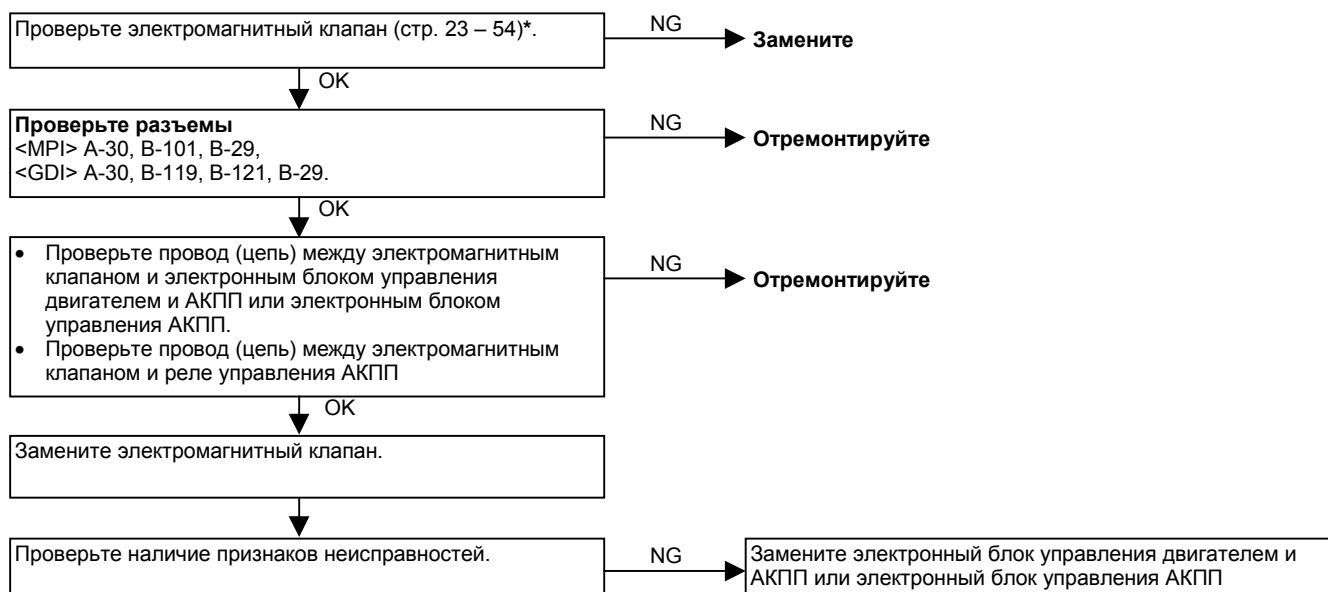 Проверьте электромагнитный клапан (стр. 23 – 54)*.
NG
Замените
OK
Проверьте разъемы
<MPI> A-30, B-101, B-29,
<GDI> A-30, B-119, B-121, B-29.
NG
Отремонтируйте
OK
• Проверьте провод (цепь) между электромагнитным
клапаном и электронным блоком управления
двигателем и АКПП или электронным блоком
управления АКПП.
• Проверьте провод (цепь) между электромагнитным
клапаном и реле управления АКПП
NG
Отремонтируйте
OK
Замените электромагнитный клапан.
Проверьте наличие признаков неисправностей.
NG
Замените электронный блок управления двигателем и
АКПП или электронный блок управления АКПП